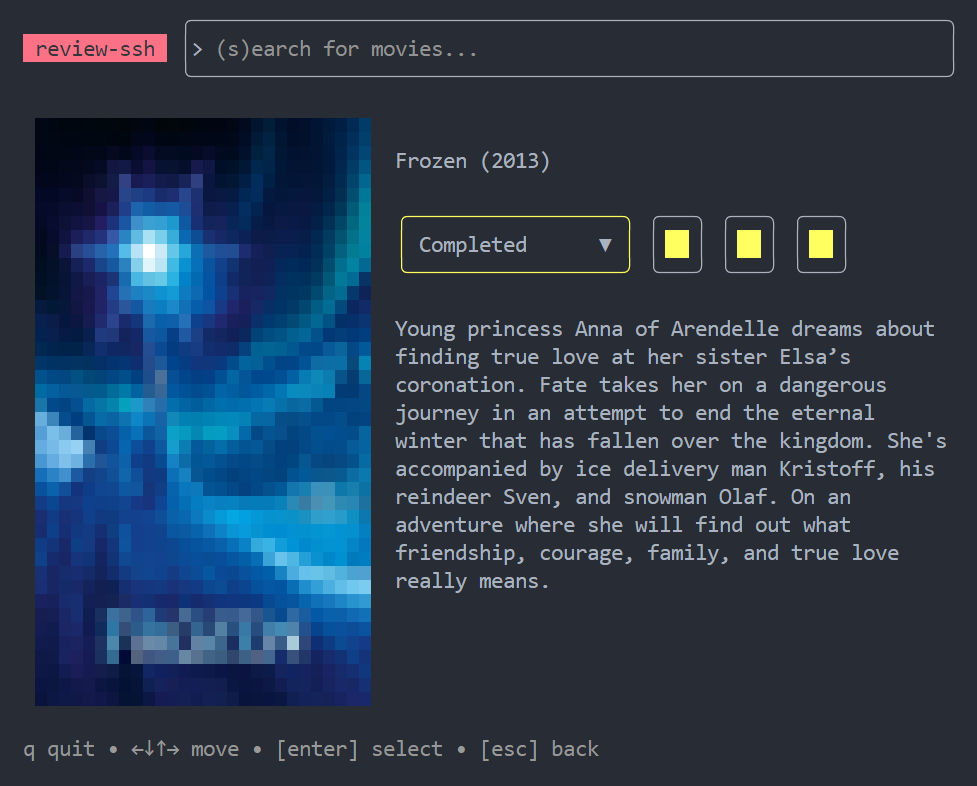 review-ssh
> (s)earch for movies...
Frozen (2013)
Completed ▼
Young princess Anna of Arendelle dreams about
finding true love at her sister Elsa’s
coronation. Fate takes her on a dangerous
journey in an attempt to end the eternal
winter that has fallen over the kingdom. She's
accompanied by ice delivery man Kristoff, his
reindeer Sven, and snowman Olaf. On an
adventure where she will find out what
friendship, courage, family, and true love
really means.
q quit • ←↓↑→ move • [enter] select • [esc] back